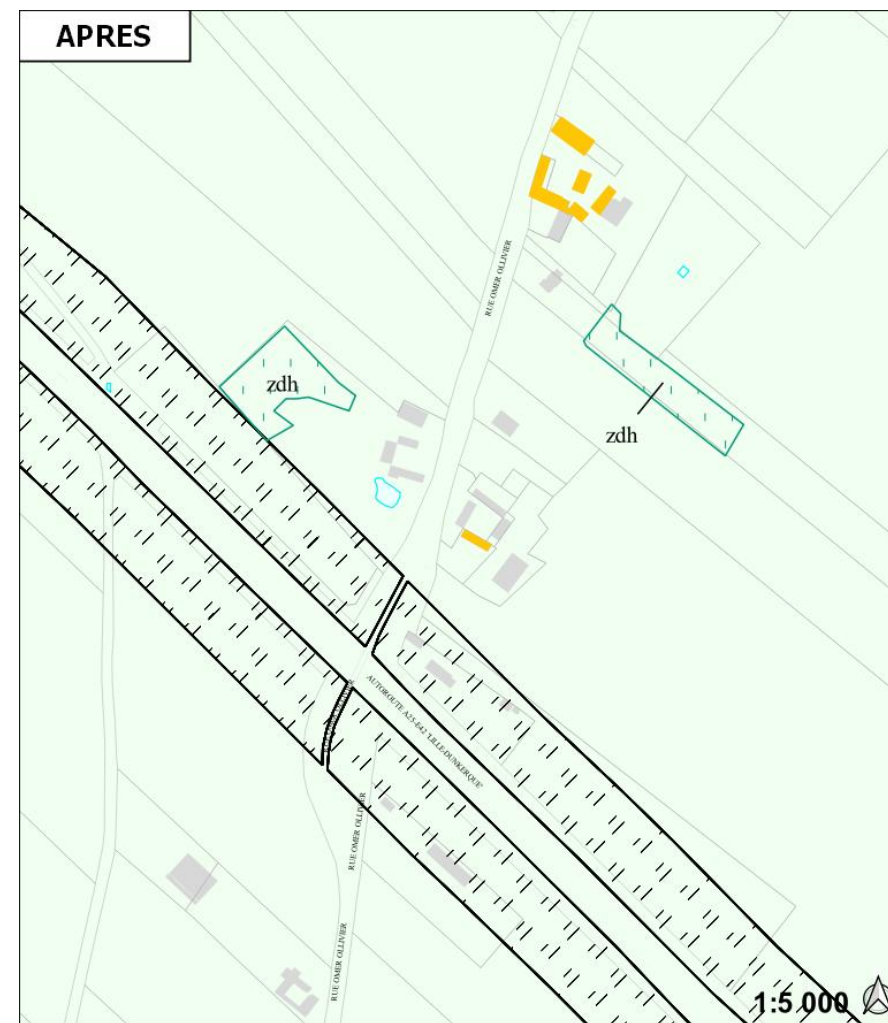 APRES
RUE OMER OLLIVIER
zdh
zdh
AUTOROUTE A25-E42 'LILLE-DUNKERQUE'
RUE OMER OLLIVIER
RUE OMER OLLIVIER
1:5 000